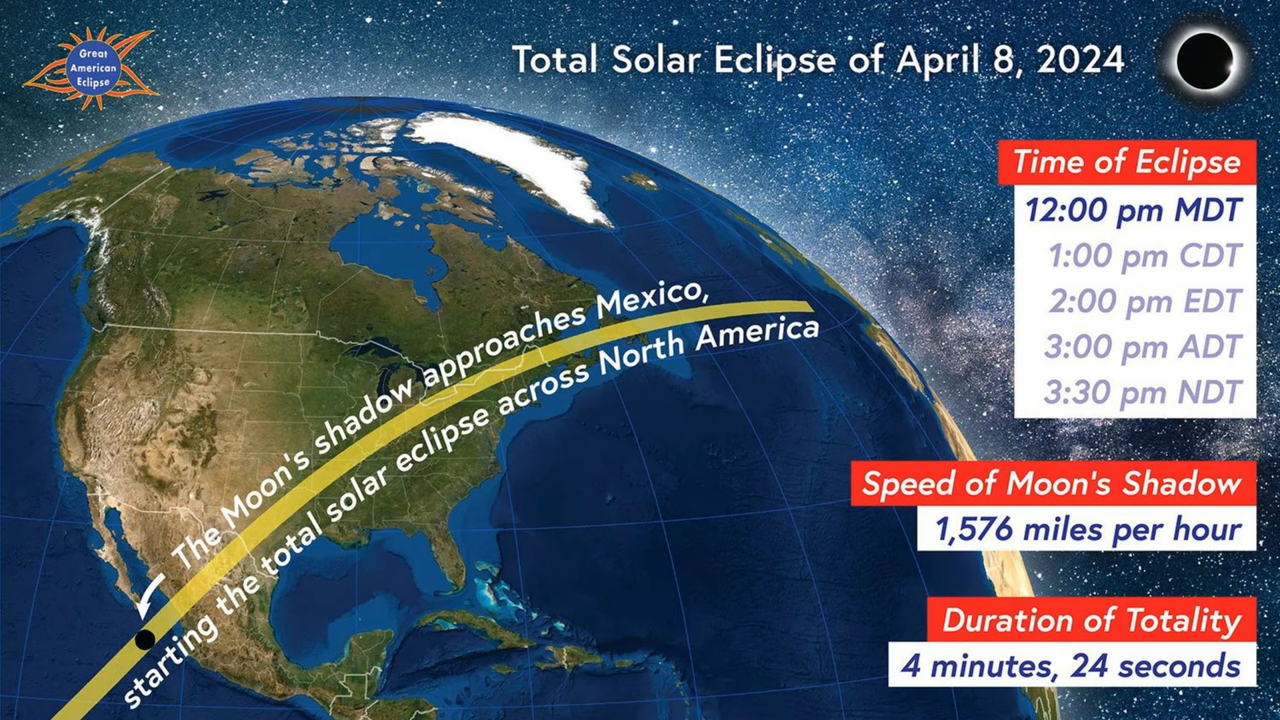 Great
American
Eclipse
Total Solar Eclipse of April 8, 2024
Time of Eclipse
12:00 pm MDT
1:00 pm CDT
2:00 pm EDT
3:00 pm ADT
3:30 pm NDT
The Moon's shadow approaches Mexico,
starting the total solar eclipse across North America
Speed of Moon's Shadow
1,576 miles per hour
Duration of Totality
4 minutes, 24 seconds